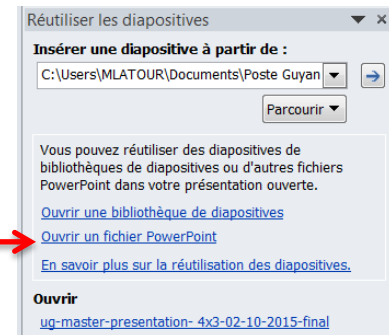 Réutiliser les diapositives
Insérer une diapositive à partir de :
C:\Users\MLATOUR\Documents\Poste Guyan
Parcourir
Vous pouvez réutiliser des diapositives de
bibliothèques de diapositives ou d'autres fichiers
PowerPoint dans votre présentation ouverte.
Ouvrir une bibliothèque de diapositives
Ouvrir un fichier PowerPoint
En savoir plus sur la réutilisation des diapositives.
Ouvrir
ug-master-presentation- 4x3-02-10-2015-final